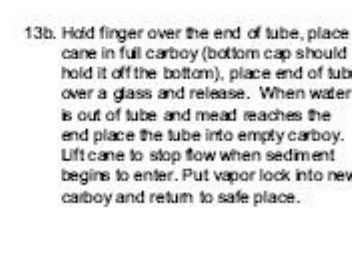 13b. Hold finger over the end of tube, place
cane in full carboy (bottom cap should
hold it off the bottom), place end of tub
over a glass and release. When water
is out of tube and mead reaches the
end place the tube into empty carboy.
Lift cane to stop flow when sediment
begins to enter. Put vapor lock into new
carboy and return to safe place.